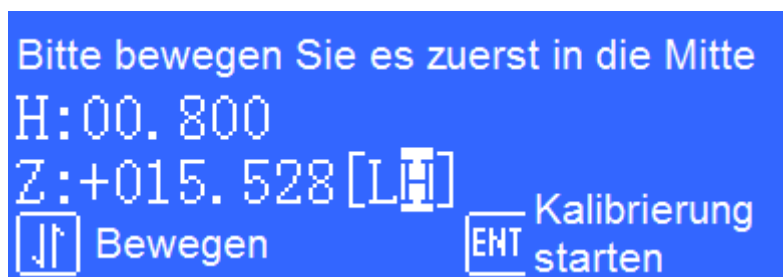 Bitte bewegen Sie es zuerst in die Mitte
H:00.800
Z:+015.528[LH]
Bewegen
ENT Kalibrierung starten